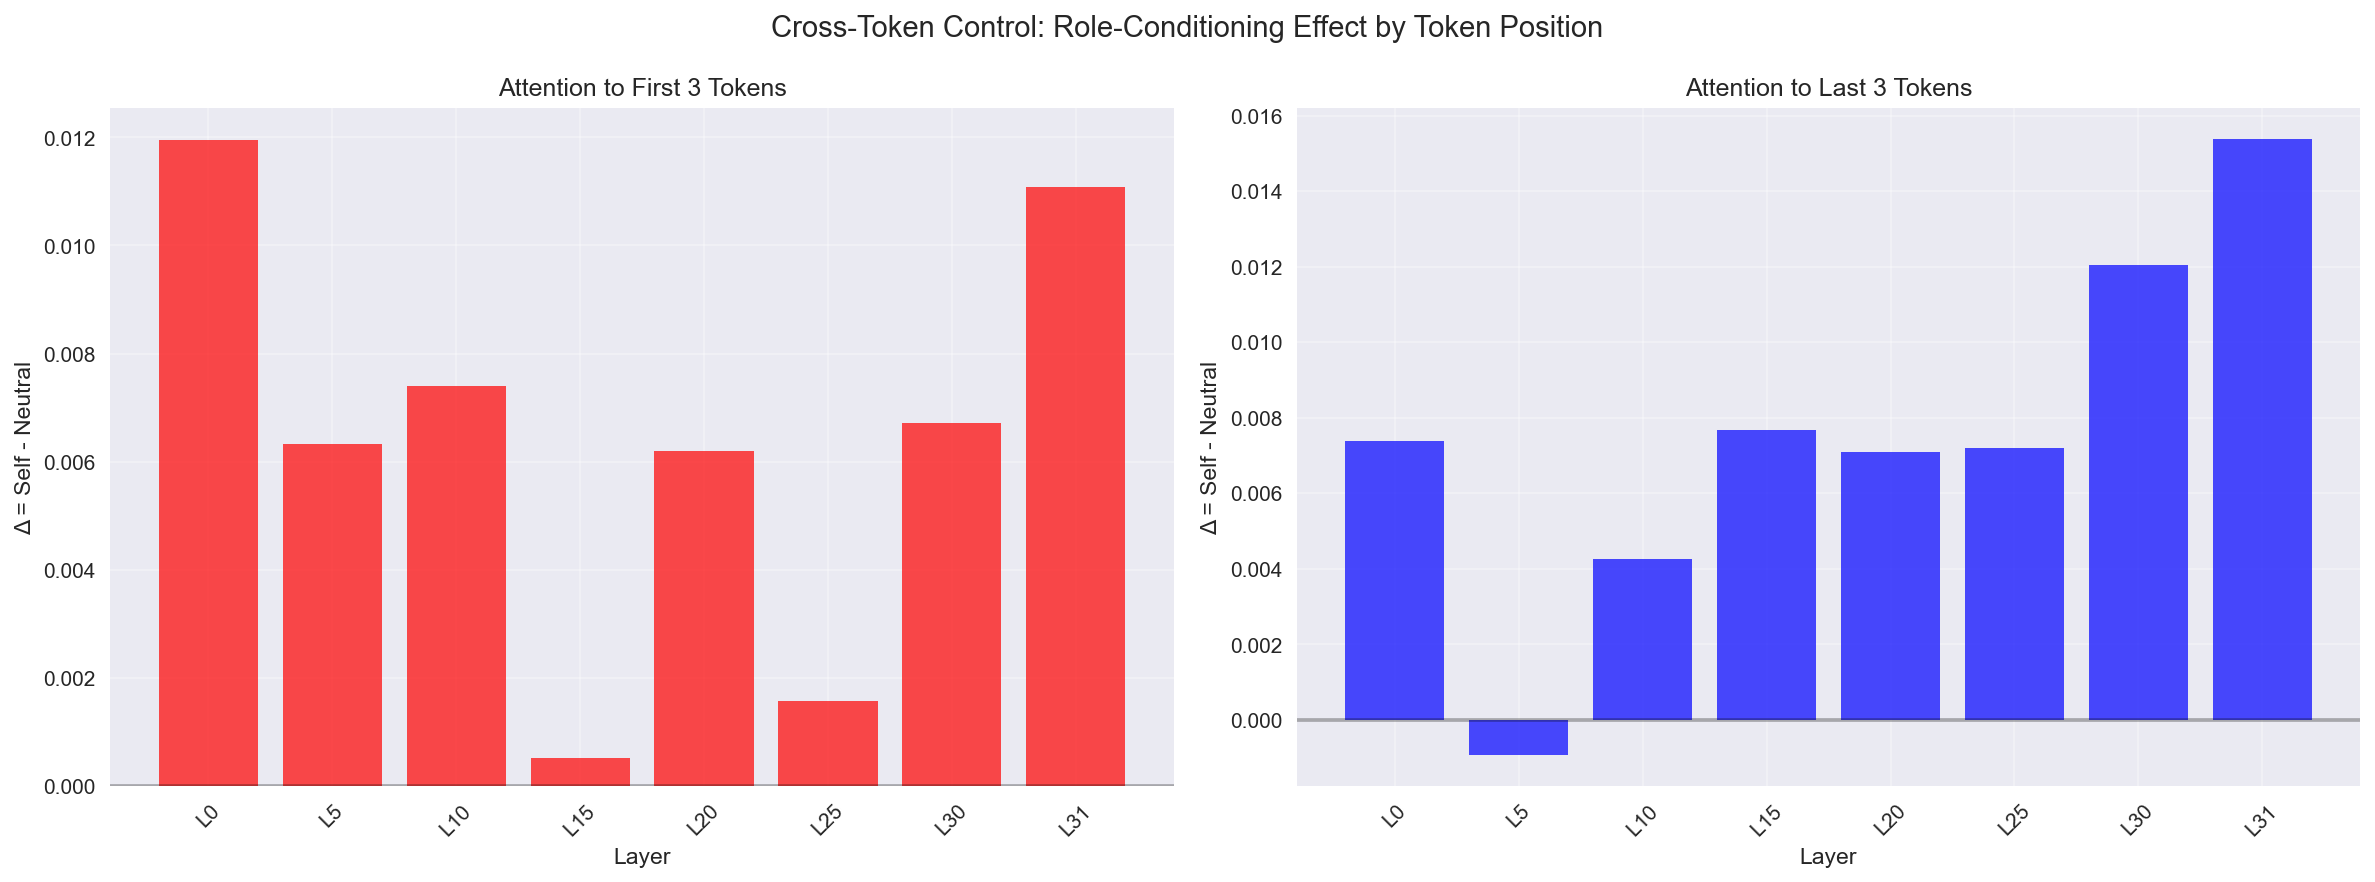 Cross-Token Control: Role-Conditioning Effect by Token Position
Attention to First 3 Tokens
Δ = Self - Neutral
0.012
0.010
0.008
0.006
0.004
0.002
0.000
L0
L5
L10
L15
L20
L25
L30
L31
Layer
Attention to Last 3 Tokens
Δ = Self - Neutral
0.016
0.014
0.012
0.010
0.008
0.006
0.004
0.002
0.000
L0
L5
L10
L15
L20
L25
L30
L31
Layer